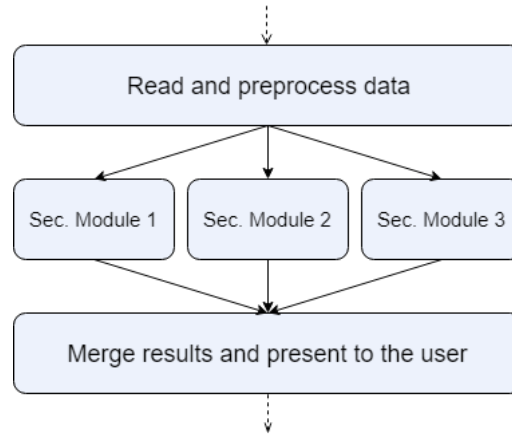 Read and preprocess data
Sec. Module 1
Sec. Module 2
Sec. Module 3
Merge results and present to the user